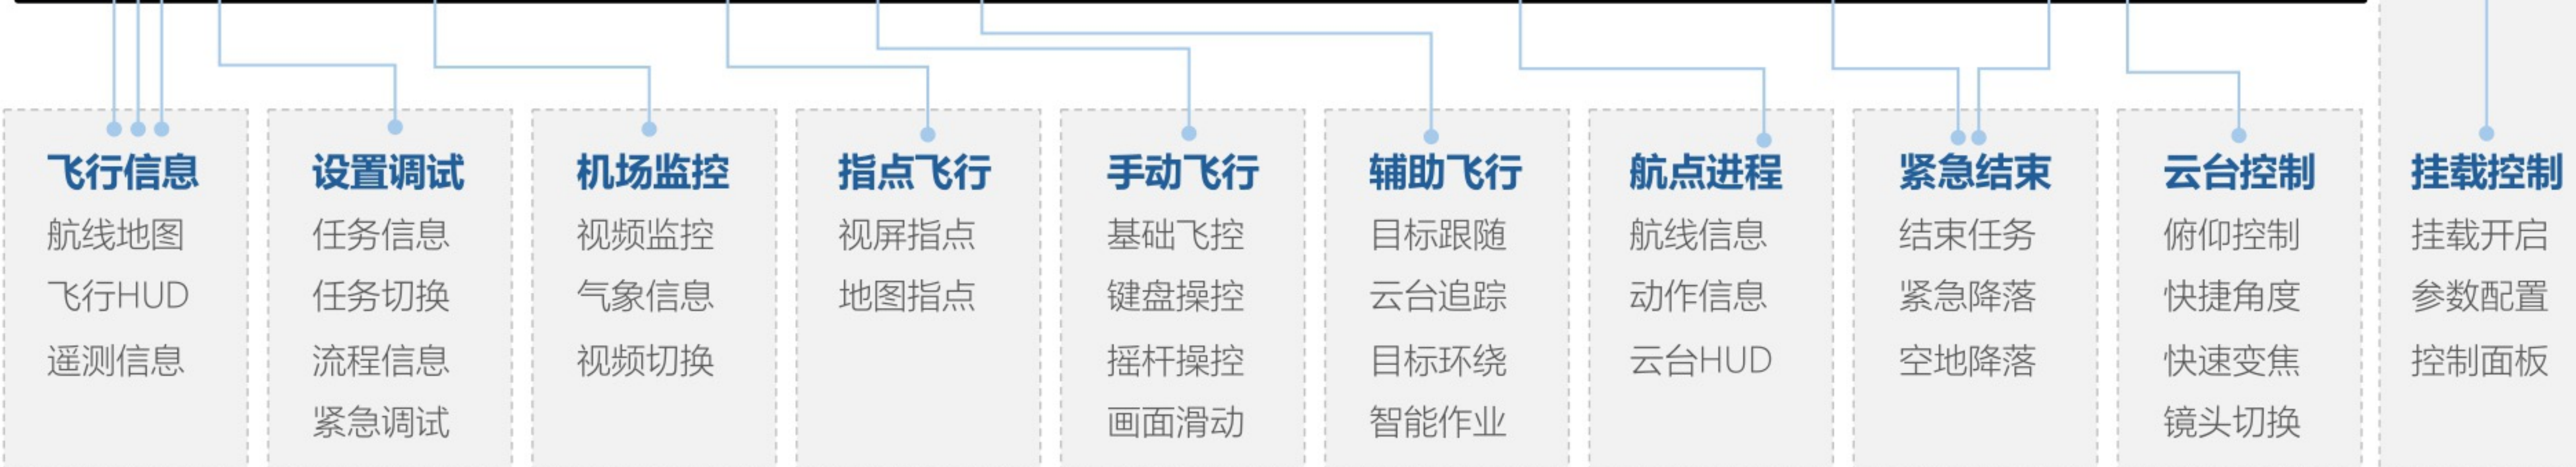 飞行信息
航线地图
飞行HUD
遥测信息
设置调试
任务信息
任务切换
流程信息
紧急调试
机场监控
视频监控
气象信息
视频切换
指点飞行
视屏指点
地图指点
手动飞行
基础飞控
键盘操控
摇杆操控
画面滑动
辅助飞行
目标跟随
云台追踪
目标环绕
智能作业
航点进程
航线信息
动作信息
云台HUD
紧急结束
结束任务
紧急降落
空地降落
云台控制
俯仰控制
快捷角度
快速变焦
镜头切换
挂载控制
挂载开启
参数配置
控制面板